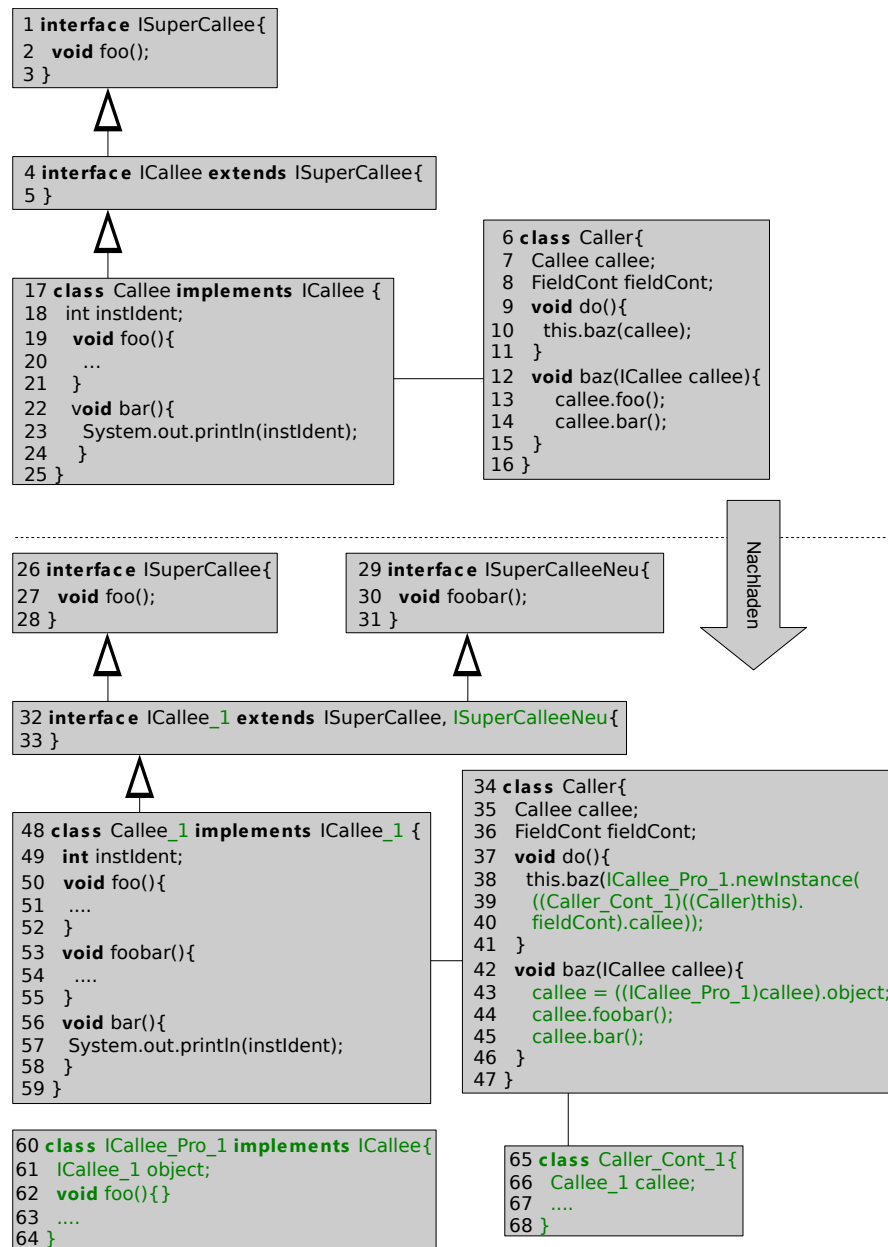 1 interface ISuperCallee{
2 void foo();
3 }
4 interface ICallee extends ISuperCallee{
5 }
6 class Caller{
7 Callee callee;
8 FieldCont fieldCont;
9 void do(){
10 this.baz(callee);
11 }
12 void baz(ICallee callee){
13 callee.foo();
14 callee.bar();
15 }
16 }
17 class Callee implements ICallee {
18 int instIdent;
19 void foo(){
20 ...
21 }
22 void bar(){
23 System.out.println(instIdent);
24 }
25 }
Nachladen
26 interface ISuperCallee{
27 void foo();
28 }
29 interface ISuperCalleeNeu{
30 void foobar();
31 }
32 interface ICallee_1 extends ISuperCallee, ISuperCalleeNeu{
33 }
34 class Caller{
35 Callee callee;
36 FieldCont fieldCont;
37 void do(){
38 this.baz(ICallee_Pro_1.newInstance(
39 ((Caller_Cont_1)((Caller)this).
40 fieldCont).callee));
41 }
42 void baz(ICallee callee){
43 callee = ((ICallee_Pro_1)callee).object;
44 callee.foobar();
45 callee.bar();
46 }
47 }
48 class Callee_1 implements ICallee_1 {
49 int instIdent;
50 void foo(){
51 ....
52 }
53 void foobar(){
54 ....
55 }
56 void bar(){
57 System.out.println(instIdent);
58 }
59 }
60 class ICallee_Pro_1 implements ICallee{
61 ICallee_1 object;
62 void foo(){}
63 ....
64 }
65 class Caller_Cont_1{
66 Callee_1 callee;
67 ....
68 }